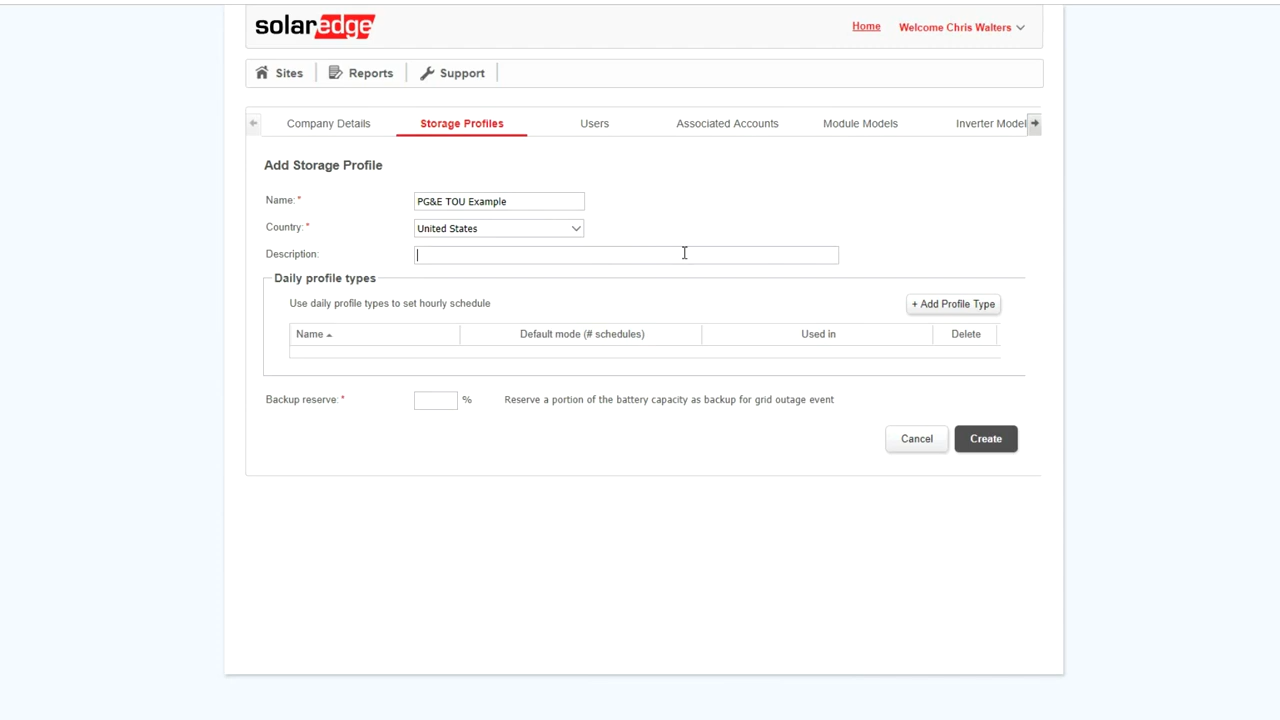 solaredge
Home Welcome Chris Walters
Sites Reports Support
Company Details Storage Profiles Users Associated Accounts Module Models Inverter Model
Add Storage Profile
Name: * PG&E TOU Example
Country: * United States
Description:
Daily profile types
Use daily profile types to set hourly schedule + Add Profile Type
Name Default mode (# schedules) Used in Delete
Backup reserve: * % Reserve a portion of the battery capacity as backup for grid outage event
Cancel Create